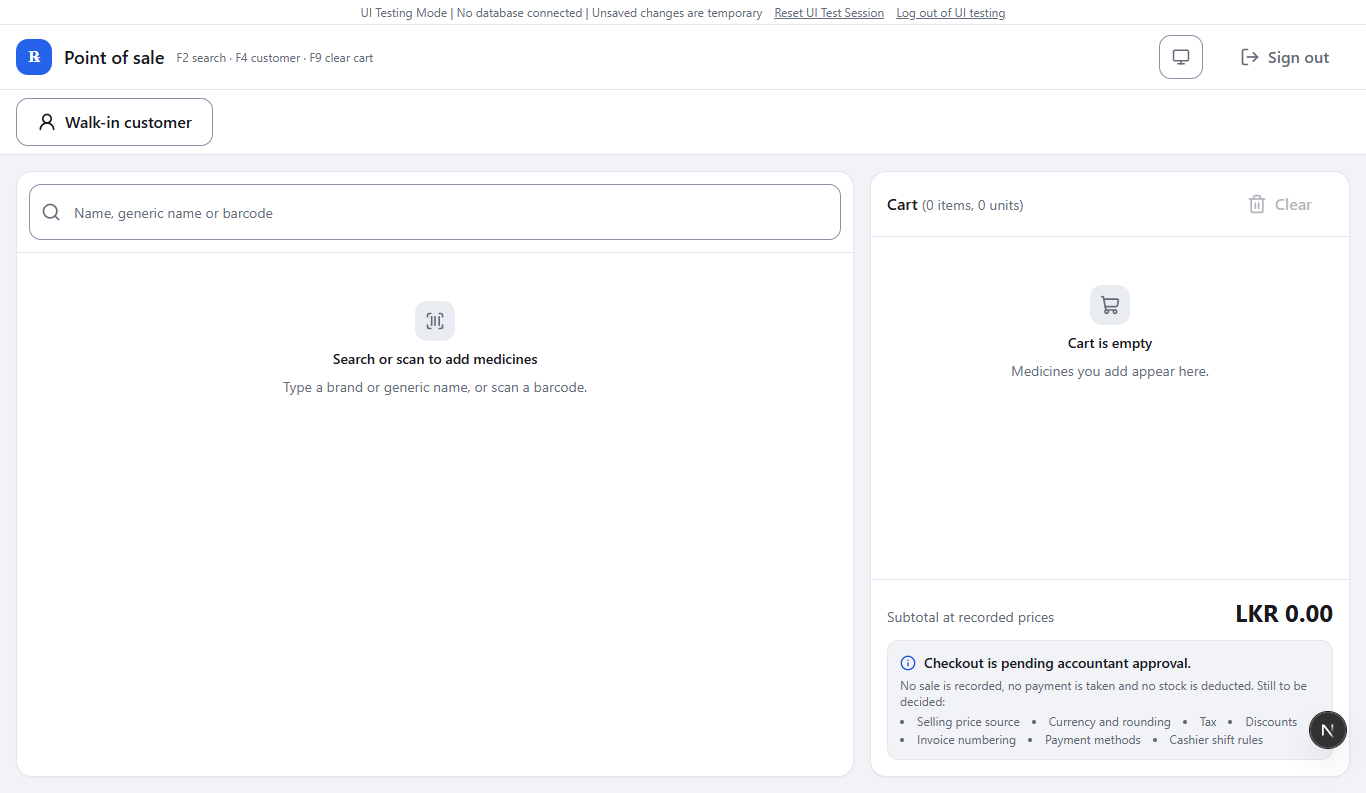 UI Testing Mode | No database connected | Unsaved changes are temporary Reset UI Test Session Log out of UI testing
R Point of sale F2 search · F4 customer · F9 clear cart Sign out
Walk-in customer
Name, generic name or barcode
Search or scan to add medicines
Type a brand or generic name, or scan a barcode.
Cart (0 items, 0 units) Clear
Cart is empty
Medicines you add appear here.
Subtotal at recorded prices LKR 0.00
Checkout is pending accountant approval.
No sale is recorded, no payment is taken and no stock is deducted. Still to be
decided:
• Selling price source • Currency and rounding • Tax • Discounts
• Invoice numbering • Payment methods • Cashier shift rules
N